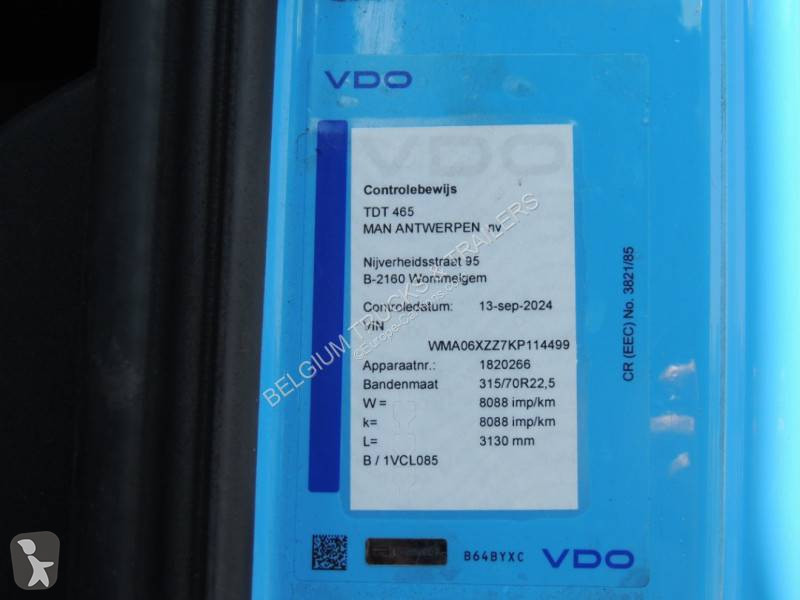 VDO
VDO
Controlebewijs
TDT 465
MAN ANTWERPEN nv
Nijverheidsstraat 95
B-2160 Wommelgem
Controledatum: 13-sep-2024
VIN
WMA06XZZ7KP114499
Apparaatnr.: 1820266
Bandenmaat 315/70R22,5
W = 8088 imp/km
k= 8088 imp/km
L= 3130 mm
B / 1VCL085
CR (EEC) No. 3821/85
B64BYXC VDO
BELGIUM TRUCKS & TRAILERS